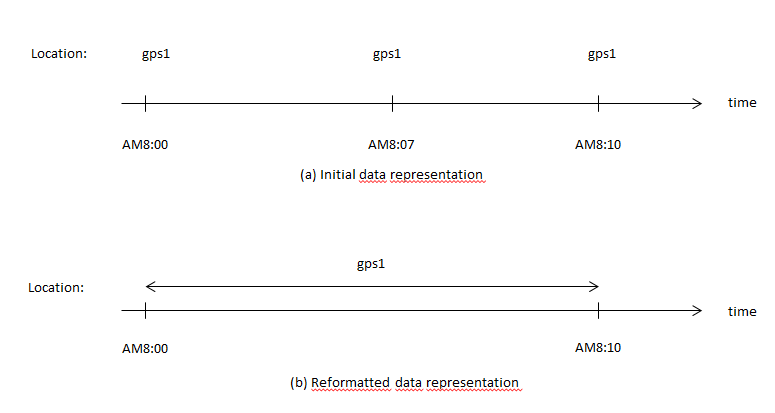 Location: gps1 gps1 gps1
time
AM8:00 AM8:07 AM8:10
(a) Initial data representation
gps1
Location:
time
AM8:00 AM8:10
(b) Reformatted data representation